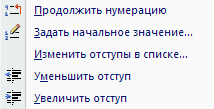 Продолжить нумерацию
Задать начальное значение...
Изменить отступы в списке...
Уменьшить отступ
Увеличить отступ